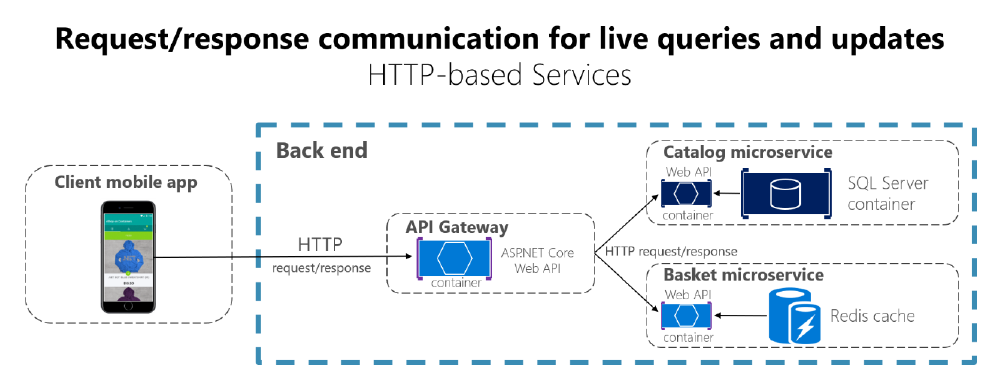 Request/response communication for live queries and updates
HTTP-based Services
Back end
Client mobile app
HTTP
request/response
API Gateway
ASP.NET Core
Web API
container
HTTP request/response
Catalog microservice
Web API
container
SQL Server
container
Basket microservice
Web API
container
Redis cache